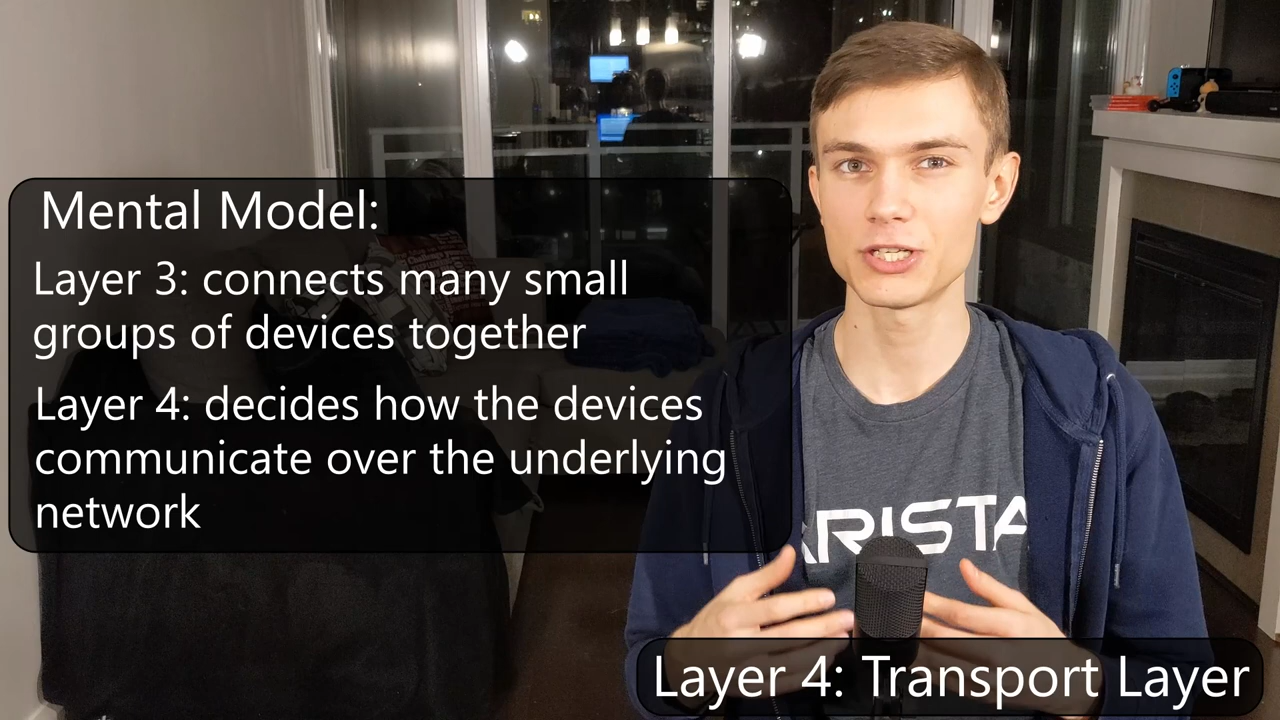 Mental Model:
Layer 3: connects many small
groups of devices together
Layer 4: decides how the devices
communicate over the underlying
network
ARISTA
Layer 4: Transport Layer